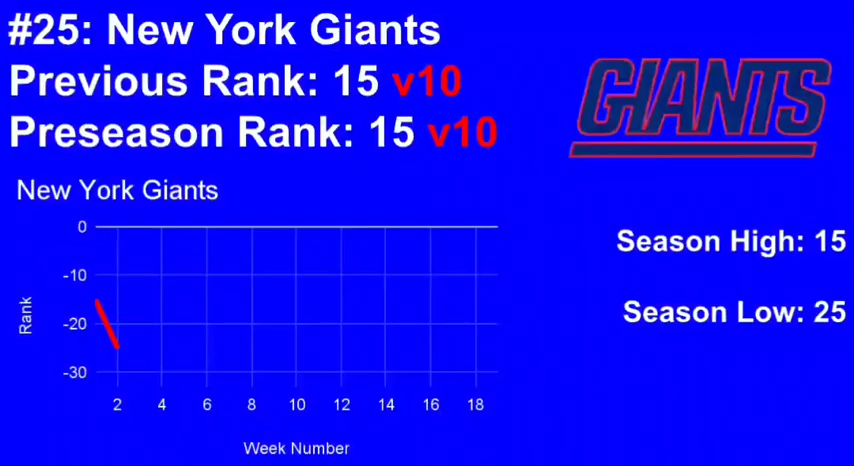 #25: New York Giants
Previous Rank: 15 v10
Preseason Rank: 15 v10
GIANTS
New York Giants
Season High: 15
Season Low: 25
Rank
0
-10
-20
-30
2 4 6 8 10 12 14 16 18
Week Number